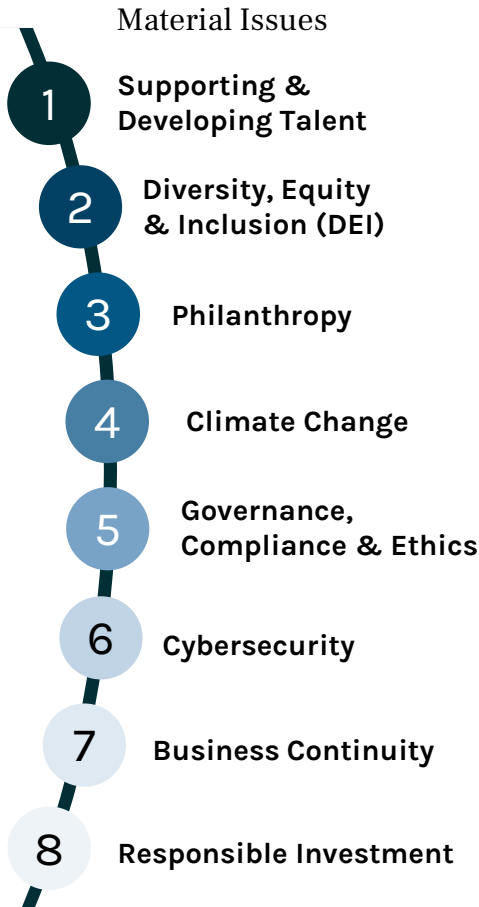 Material Issues
1
Supporting &
Developing Talent
2
Diversity, Equity
& Inclusion (DEI)
3
Philanthropy
4
Climate Change
5
Governance,
Compliance & Ethics
6
Cybersecurity
7
Business Continuity
8
Responsible Investment